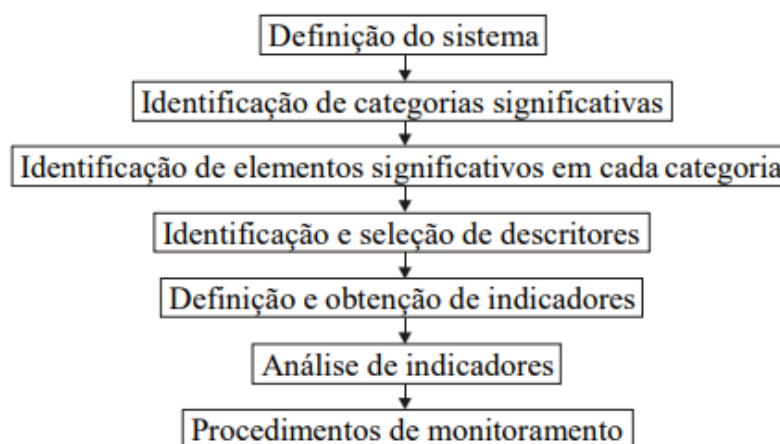 Definição do sistema
Identificação de categorias significativas
Identificação de elementos significativos em cada categoria
Identificação e seleção de descritores
Definição e obtenção de indicadores
Análise de indicadores
Procedimentos de monitoramento